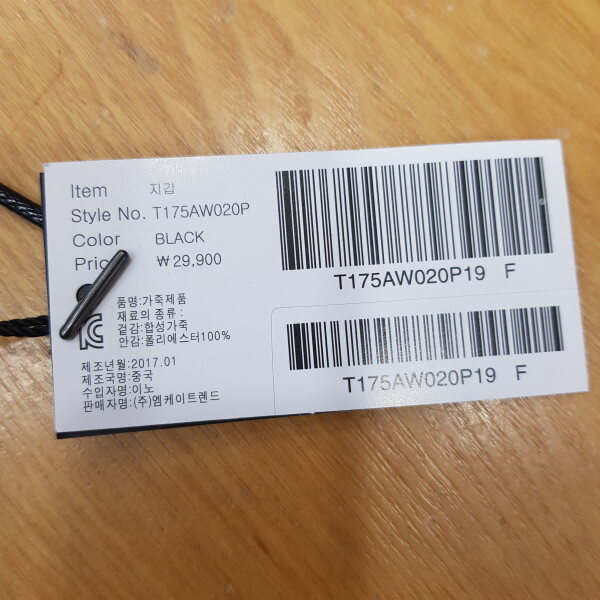 Item 지갑
Style No. T175AW020P
Color BLACK
Price ₩29,900
품명:가죽제품
재료의 종류:
겉감:합성가죽
안감:폴리에스터100%
제조년월:2017.01
제조국명:중국
수입자명:이노
판매자명:(주)엠케이트렌드
T175AW020P19 F
T175AW020P19 F